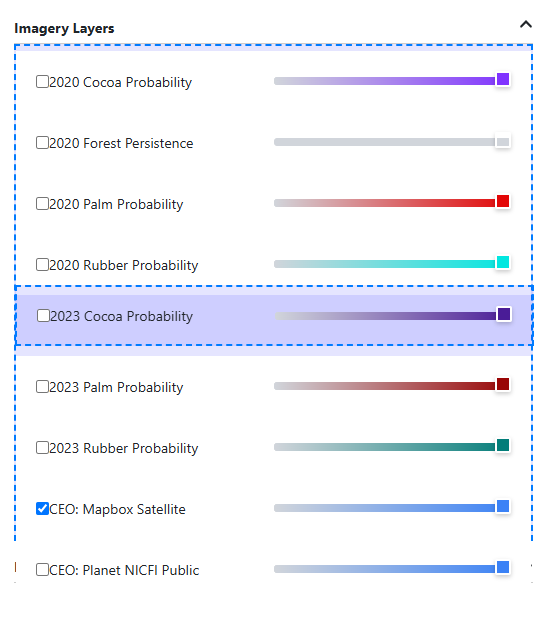 Imagery Layers
2020 Cocoa Probability
2020 Forest Persistence
2020 Palm Probability
2020 Rubber Probability
2023 Cocoa Probability
2023 Palm Probability
2023 Rubber Probability
CEO: Mapbox Satellite
CEO: Planet NICFI Public